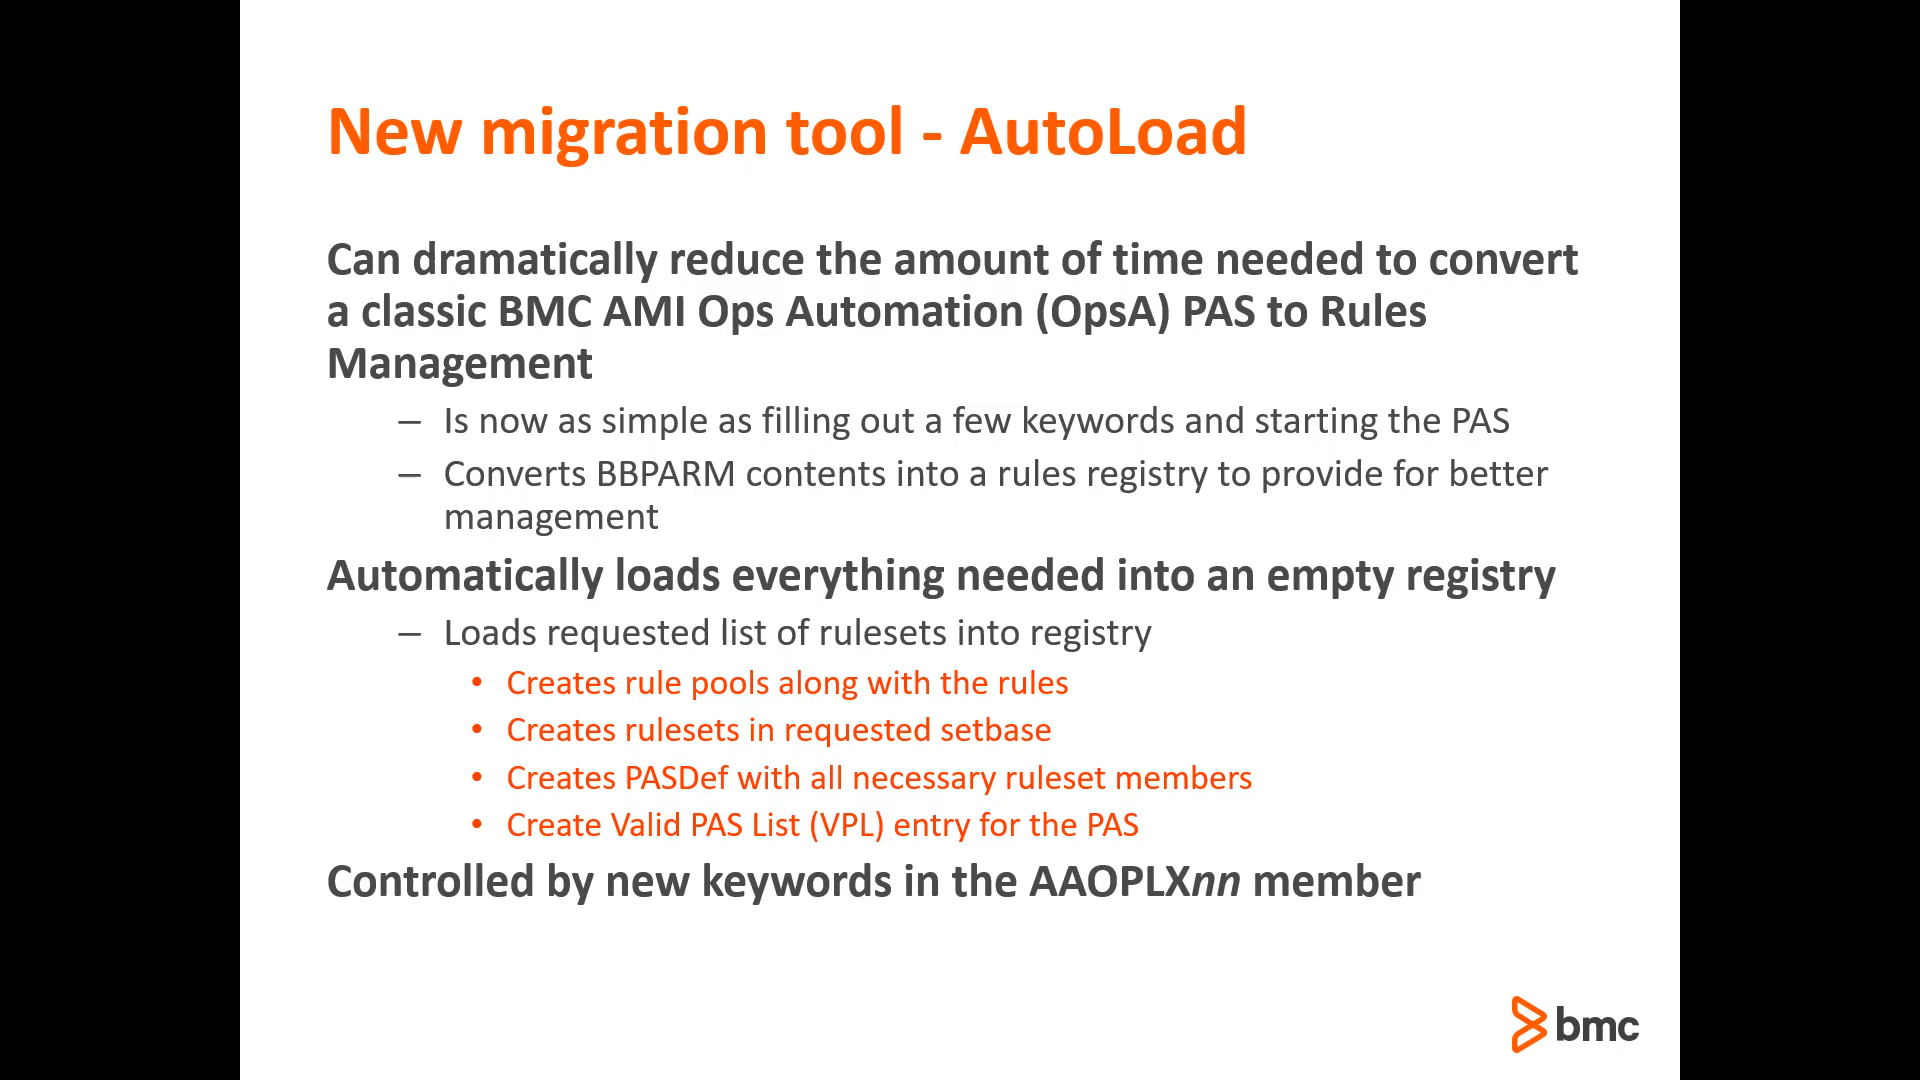 New migration tool - AutoLoad
Can dramatically reduce the amount of time needed to convert
a classic BMC AMI Ops Automation (OpsA) PAS to Rules
Management
– Is now as simple as filling out a few keywords and starting the PAS
– Converts BBPARM contents into a rules registry to provide for better
management
Automatically loads everything needed into an empty registry
– Loads requested list of rulesets into registry
• Creates rule pools along with the rules
• Creates rulesets in requested setbase
• Creates PASDef with all necessary ruleset members
• Create Valid PAS List (VPL) entry for the PAS
Controlled by new keywords in the AAOPLXnn member
bmc